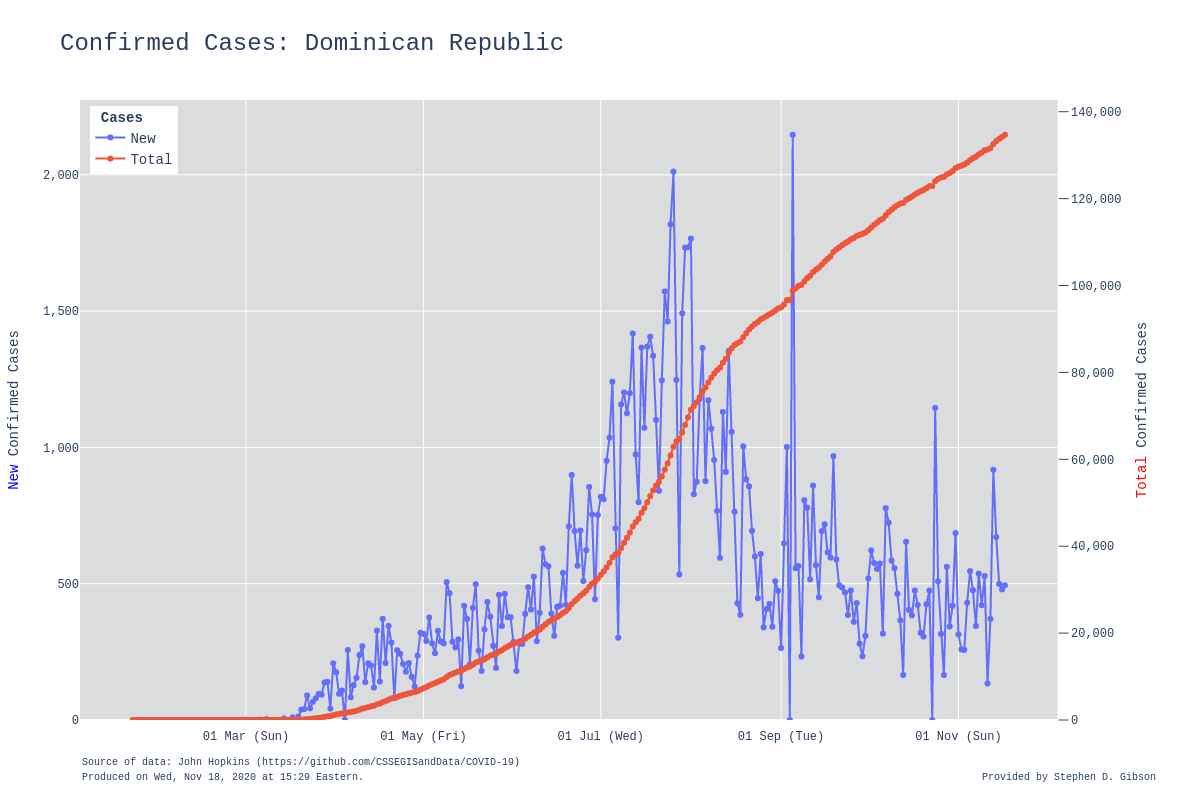 Confirmed Cases: Dominican Republic
Cases
New
Total
2,000
1,500
1,000
500
0
New Confirmed Cases
140,000
120,000
100,000
80,000
60,000
40,000
20,000
0
Total Confirmed Cases
01 Mar (Sun)
01 May (Fri)
01 Jul (Wed)
01 Sep (Tue)
01 Nov (Sun)
Source of data: John Hopkins (https://github.com/CSSEGISandData/COVID-19)
Produced on Wed, Nov 18, 2020 at 15:29 Eastern.
Provided by Stephen D. Gibson